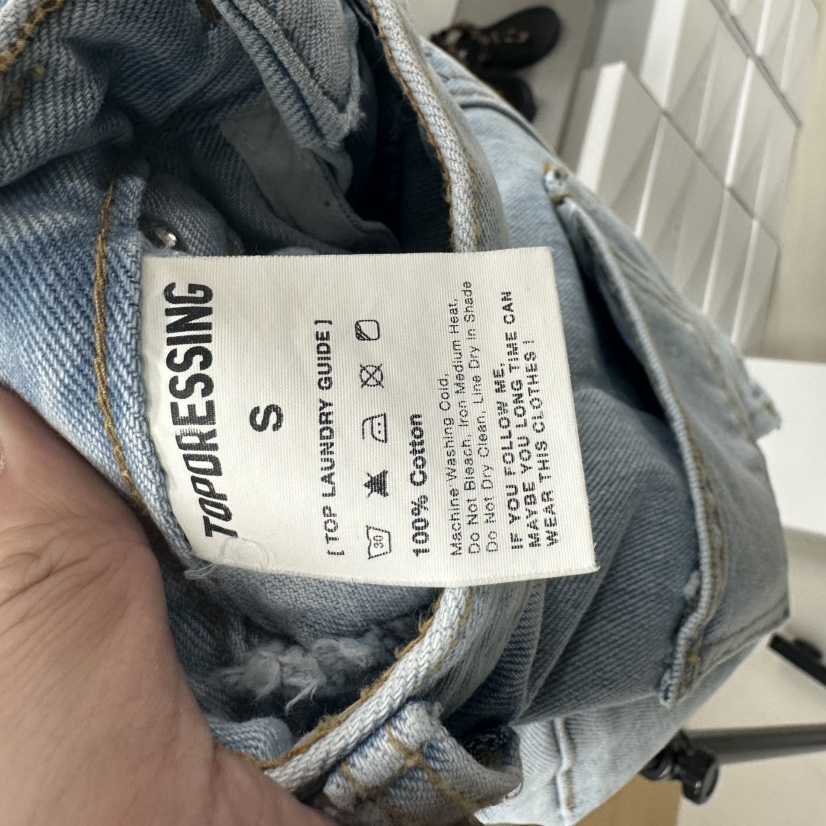 TOPDRESSING
S
[ TOP LAUNDRY GUIDE ]
30
100% Cotton
Machine Washing Cold,
Do Not Bleach, Iron Medium Heat,
Do Not Dry Clean, Line Dry In Shade
IF YOU FOLLOW ME,
MAYBE YOU LONG TIME CAN
WEAR THIS CLOTHES !